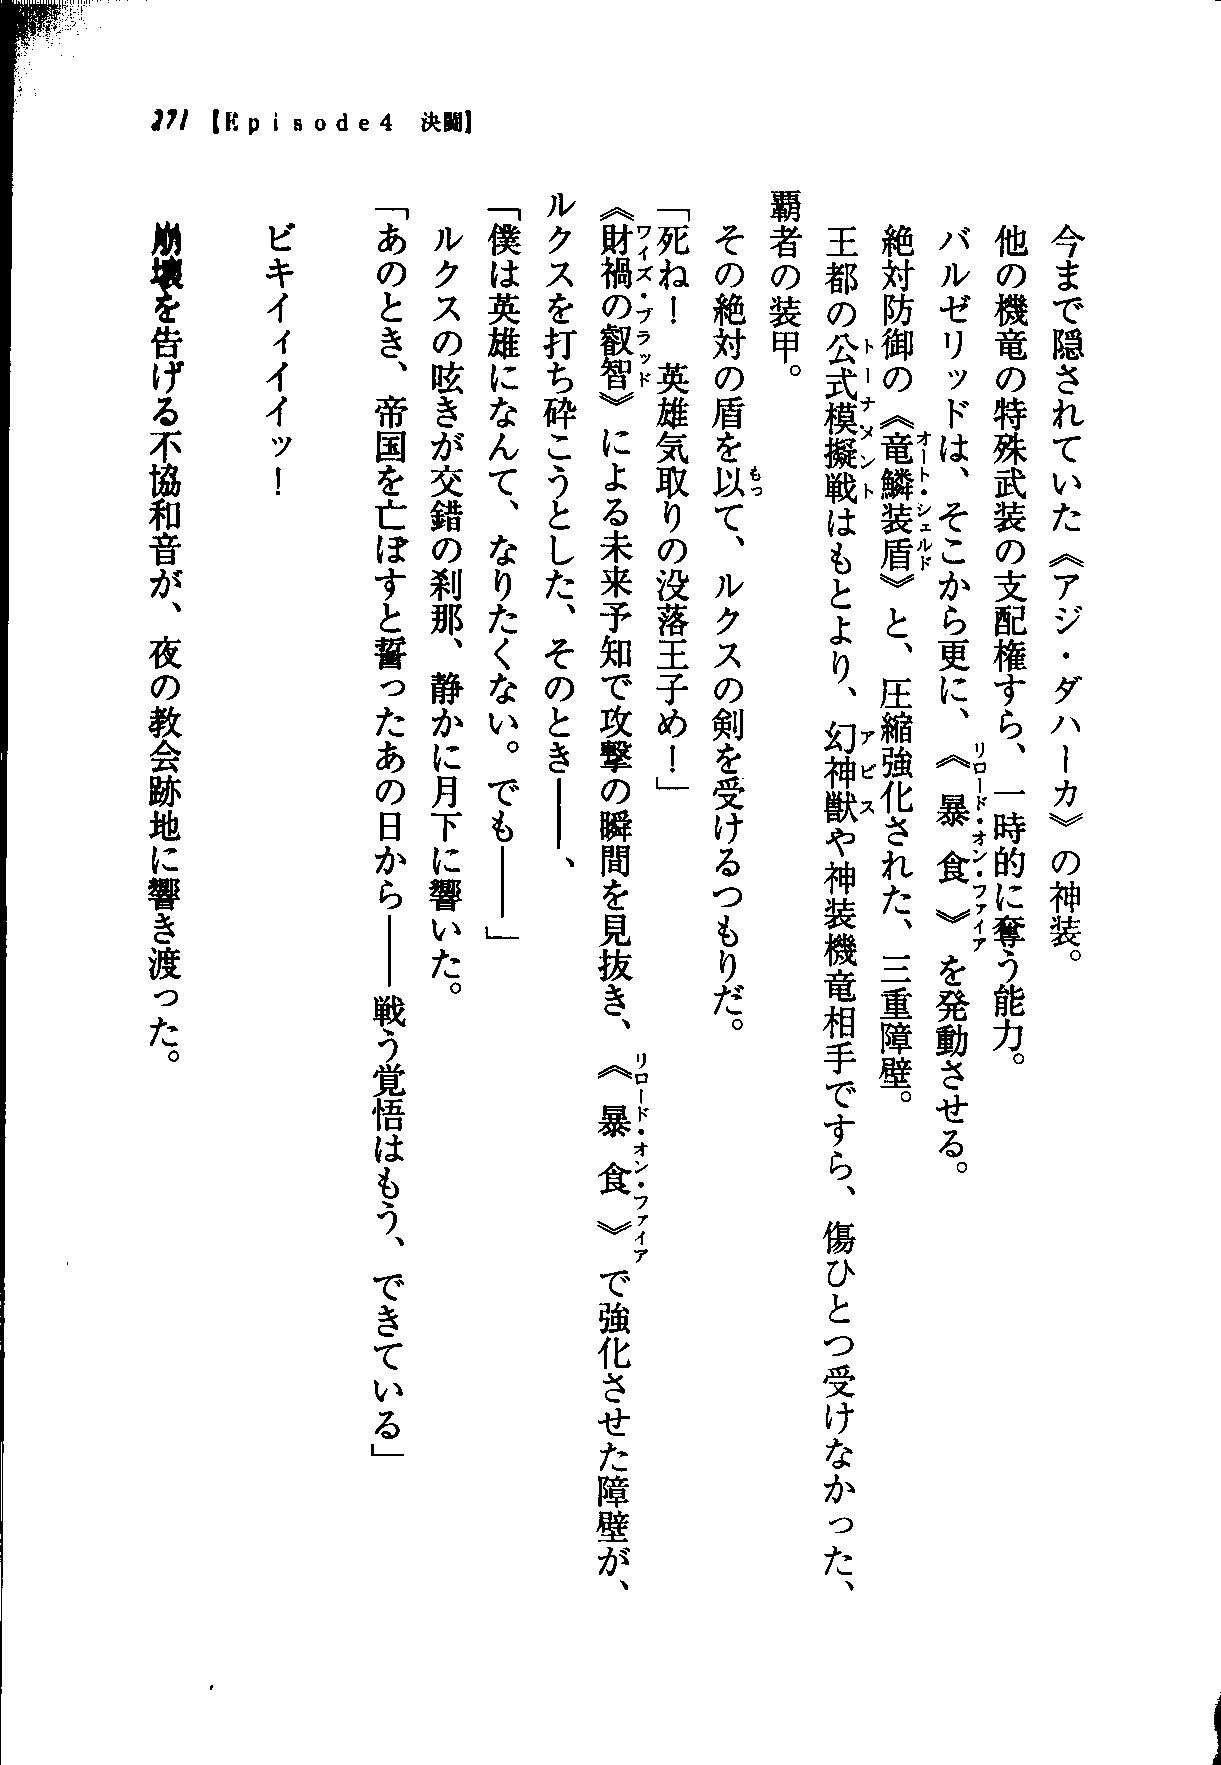 271 【Episode4　決闘】
今まで隠されていた《アジ・ダハーカ》の神装。
他の機竜の特殊武装の支配権すら、一時的に奪う能力。
バルゼリッドは、そこから更に、《暴食》を発動させる。
リロード・オン・ファイア
絶対防御の《竜鱗装盾》と、圧縮強化された、三重障壁。
オート・シェルド
王都の公式模擬戦はもとより、幻神獣や神装機竜相手ですら、傷ひとつ受けなかった、
トーナメント
アビス
覇者の装甲。
その絶対の盾を以て、ルクスの剣を受けるつもりだ。
もっ
「死ね！　英雄気取りの没落王子め！」
《財禍の叡智》による未来予知で攻撃の瞬間を見抜き、《暴食》で強化させた障壁が、
ワイズ・ブラッド
リロード・オン・ファイア
ルクスを打ち砕こうとした、そのとき――、
「僕は英雄になんて、なりたくない。でも――」
ルクスの呟きが交錯の刹那、静かに月下に響いた。
「あのとき、帝国を亡ぼすと誓ったあの日から――戦う覚悟はもう、できている」
ビキイィイイッ！
崩壊を告げる不協和音が、夜の教会跡地に響き渡った。